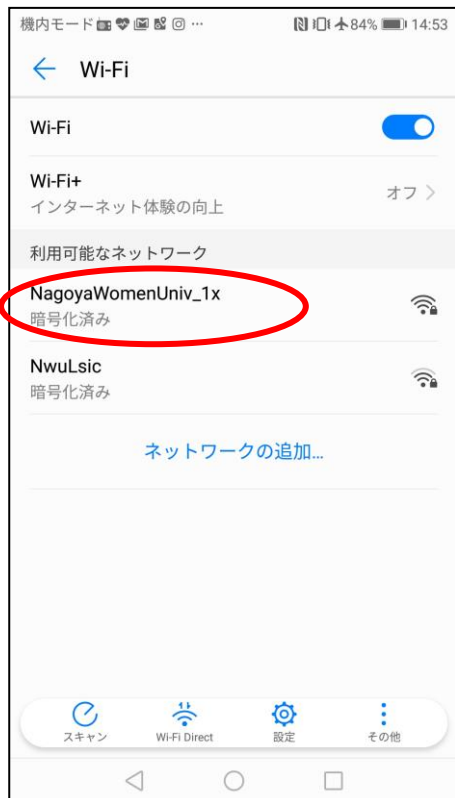 機内モード … 84% 14:53
Wi-Fi
Wi-Fi
Wi-Fi+
インターネット体験の向上
オフ
利用可能なネットワーク
NagoyaWomenUniv_1x
暗号化済み
NwuLsic
暗号化済み
ネットワークの追加...
スキャン Wi-Fi Direct 設定 その他